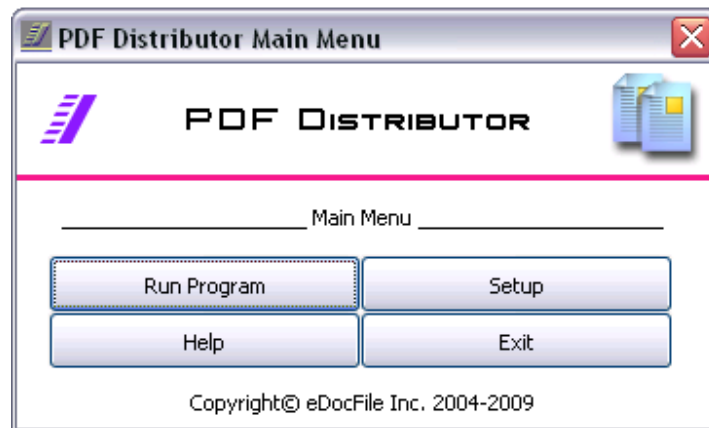 PDF Distributor Main Menu
PDF Distributor
Main Menu
Run Program Setup
Help Exit
Copyright© eDocFile Inc. 2004-2009